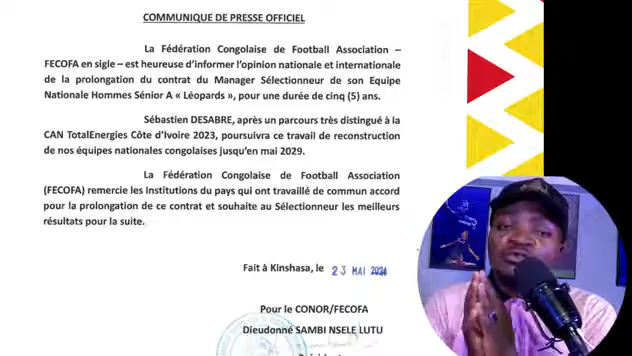 COMMUNIQUE DE PRESSE OFFICIEL
La Fédération Congolaise de Football Association –
FECOFA en sigle – est heureuse d'informer l'opinion nationale et internationale
de la prolongation du contrat du Manager Sélectionneur de son Equipe
Nationale Hommes Sénior A « Léopards », pour une durée de cinq (5) ans.
Sébastien DESABRE, après un parcours très distingué à la
CAN TotalEnergies Côte d'Ivoire 2023, poursuivra ce travail de reconstruction
de nos équipes nationales congolaises jusqu'en mai 2029.
La Fédération Congolaise de Football Association
(FECOFA) remercie les Institutions du pays qui ont travaillé de commun accord
pour la prolongation de ce contrat et souhaite au Sélectionneur les meilleurs
résultats pour la suite.
Fait à Kinshasa, le 23 MAI 2024
Pour le CONOR/FECOFA
Dieudonné SAMBI NSELE LUTU